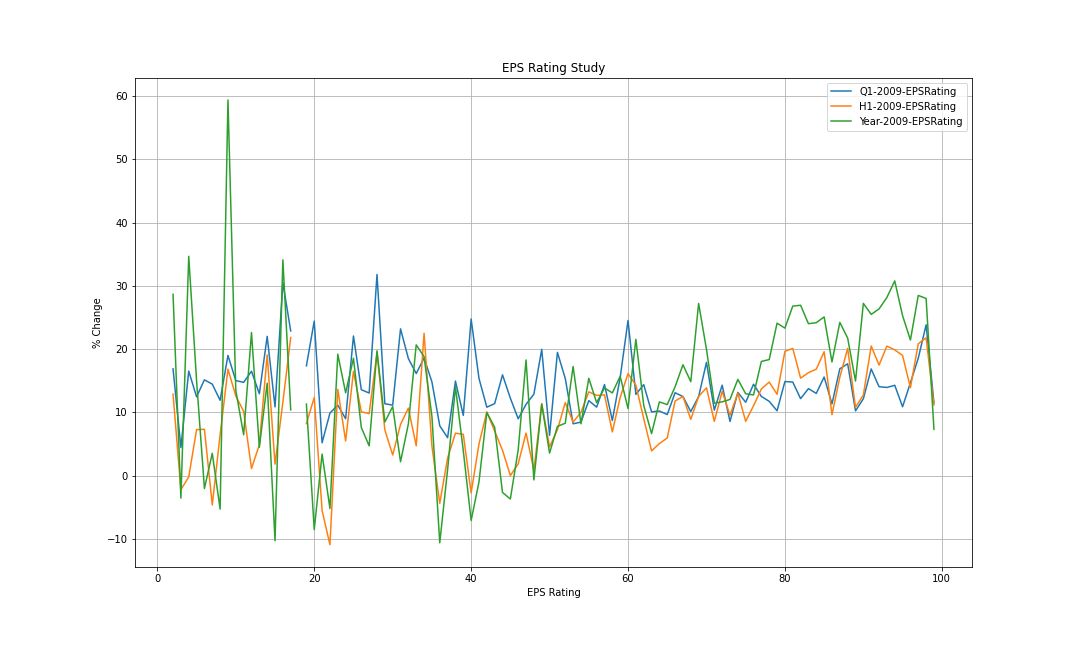 EPS Rating Study
Q1-2009-EPSRating
H1-2009-EPSRating
Year-2009-EPSRating
% Change
60
50
40
30
20
10
0
−10
0 20 40 60 80 100
EPS Rating